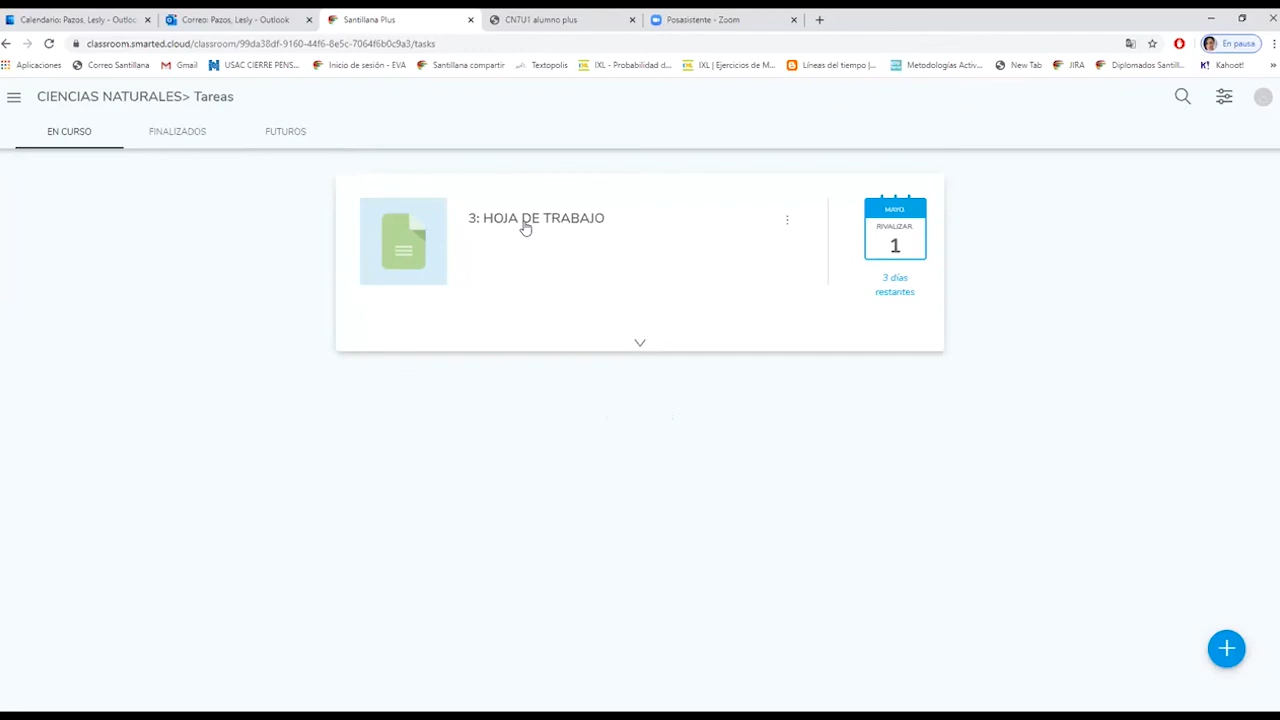 Calendario: Pazos, Lesly - Outloo
Correo: Pazos, Lesly - Outlook
Santillana Plus
CN7U1 alumno plus
Posasistente - Zoom
classroom.smarted.cloud/classroom/99da38df-9160-44f6-8e5c-7064f6b0c9a3/tasks
En pausa
Aplicaciones
Correo Santillana
Gmail
USAC CIERRE PENS...
Inicio de sesión - EVA
Santillana compartir
Textopolis
IXL - Probabilidad d...
IXL | Ejercicios de M...
Líneas del tiempo |...
Metodologías Activ...
New Tab
JIRA
Diplomados Santill...
Kahoot!
»
CIENCIAS NATURALES> Tareas
EN CURSO
FINALIZADOS
FUTUROS
3: HOJA DE TRABAJO
MAYO.
RIVALIZAR.
1
3 días
restantes